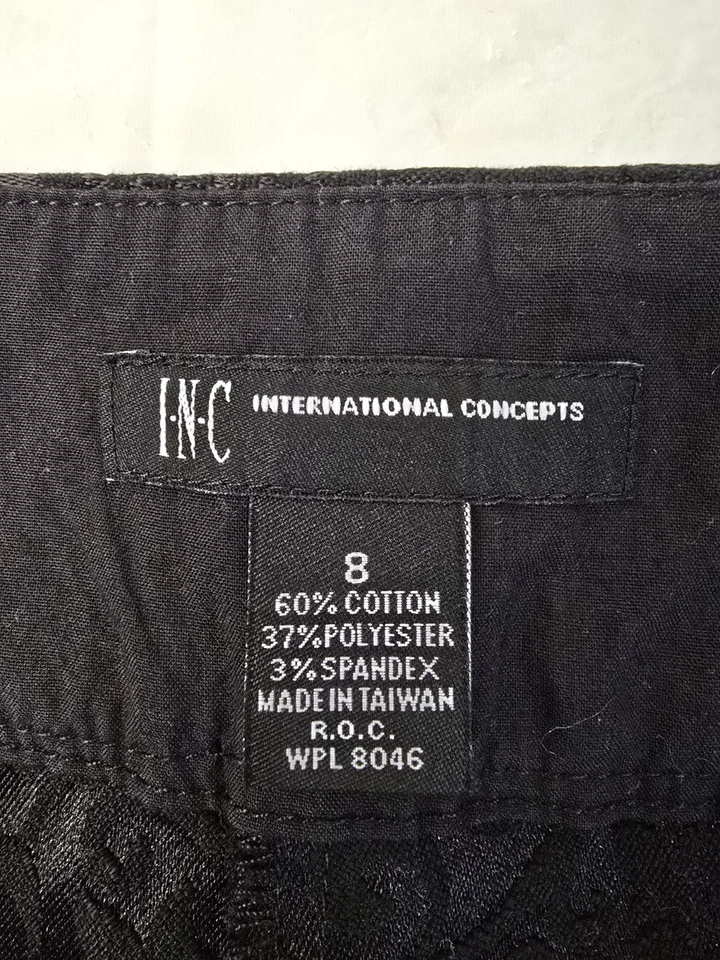 I·N·C INTERNATIONAL CONCEPTS
8
60% COTTON
37% POLYESTER
3% SPANDEX
MADE IN TAIWAN
R.O.C.
WPL 8046